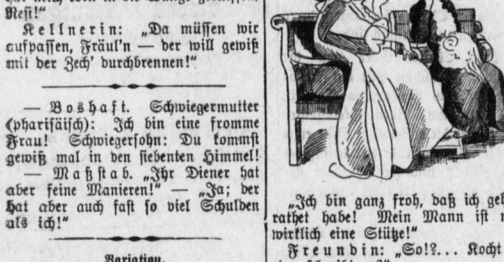 Nest!“
Kellnerin: „Da müssen wir
aufpassen, Fräul’n — der will gewiß
mit der Zech’ durchbrennen!“
— Boshaft. Schwiegermutter
(pharisäisch): Ich bin eine fromme
Frau! Schwiegersohn: Du kommst
gewiß mal in den siebenten Himmel!
— Maßstab. „Ihr Diener hat
aber feine Manieren!“ — „Ja; der
hat aber auch fast so viel Schulden
als ich!“
Variation.
„Ich bin ganz froh, daß ich
rathet habe! Mein Mann ist
wirklich eine Stütze!“
Freundin: „So!?... Kocht